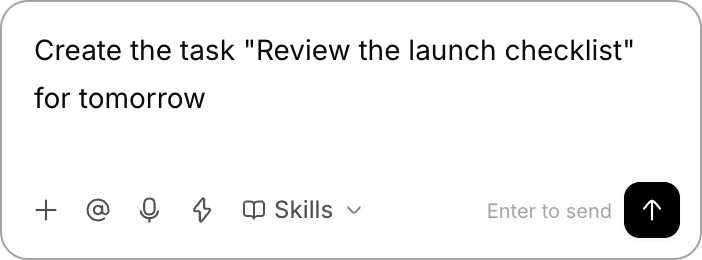 Create the task "Review the launch checklist"
for tomorrow
Skills
Enter to send